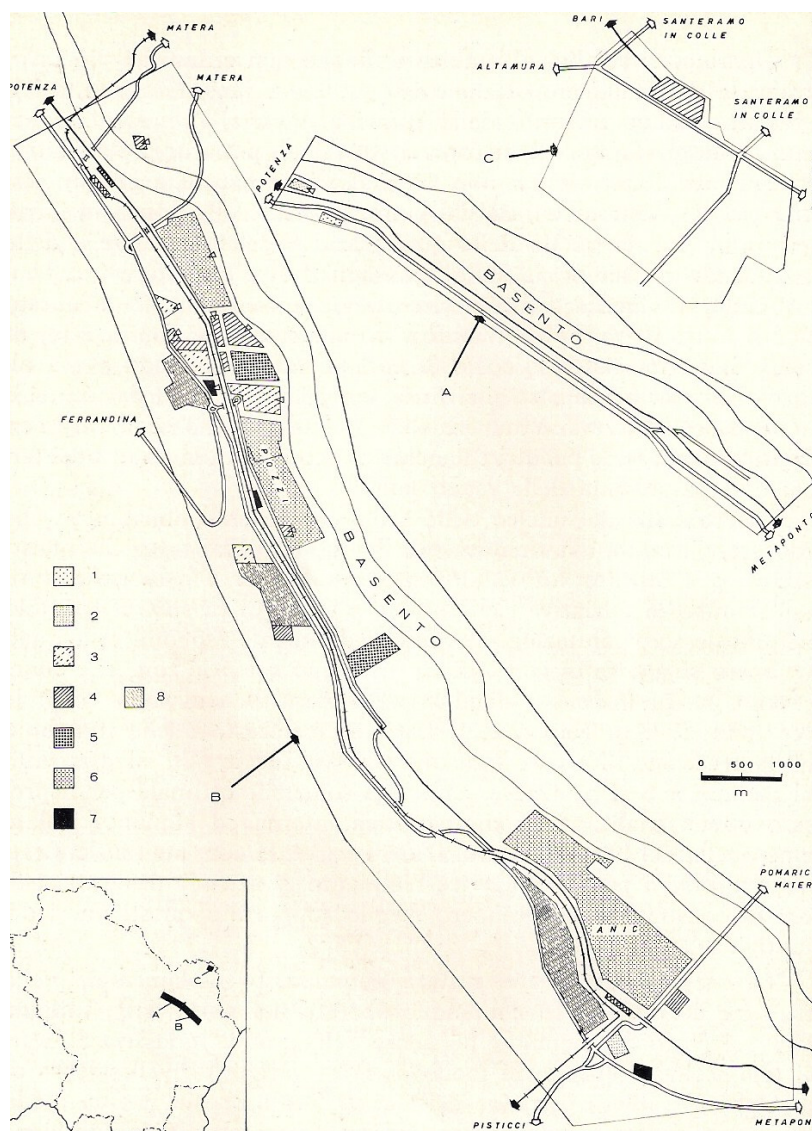 MATERA
MATERA
POTENZA
FERRANDINA
POZZI
BASENTO
BARI
SANTERAMO
IN COLLE
ALTAMURA
SANTERAMO
IN COLLE
C
POTENZA
BASENTO
A
METAPONTO
1
2
3
4
8
5
6
7
B
0 500 1000
m
POMARIC
MATER
ANIC
PISTICCI
METAPON
C
A
B